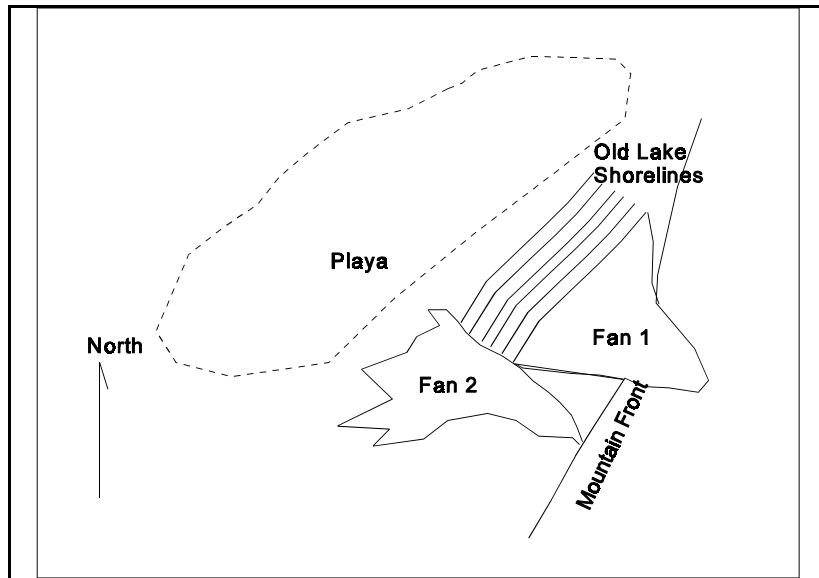 Old Lake
Shorelines
Playa
North
Fan 1
Fan 2
Mountain Front